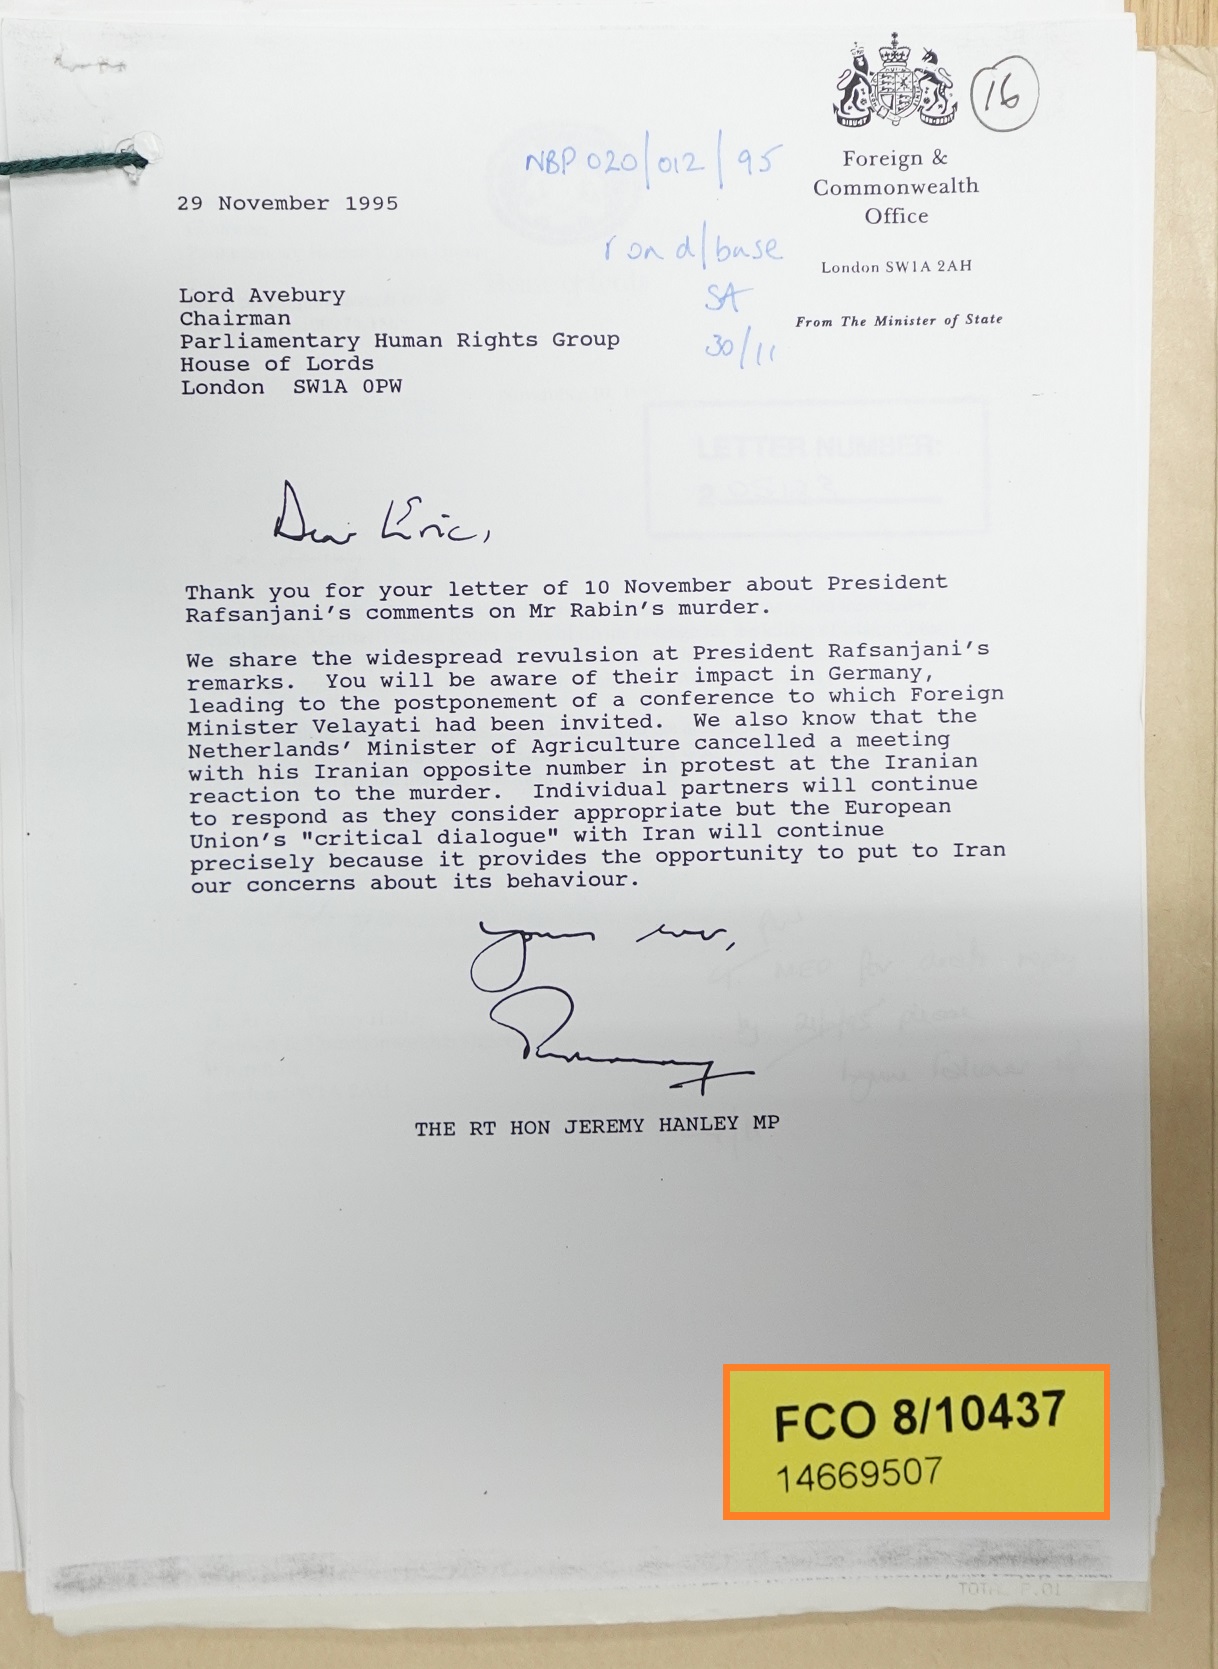 16
Foreign &
Commonwealth
Office
London SW1A 2AH
From The Minister of State
NBP 020/012/95
r on d/base
SA
30/11
29 November 1995
Lord Avebury
Chairman
Parliamentary Human Rights Group
House of Lords
London SW1A 0PW
LETTER NUMBER:
Dear Eric,
Thank you for your letter of 10 November about President
Rafsanjani's comments on Mr Rabin's murder.
We share the widespread revulsion at President Rafsanjani's
remarks. You will be aware of their impact in Germany,
leading to the postponement of a conference to which Foreign
Minister Velayati had been invited. We also know that the
Netherlands' Minister of Agriculture cancelled a meeting
with his Iranian opposite number in protest at the Iranian
reaction to the murder. Individual partners will continue
to respond as they consider appropriate but the European
Union's "critical dialogue" with Iran will continue
precisely because it provides the opportunity to put to Iran
our concerns about its behaviour.
Yours ever,
Jeremy
THE RT HON JEREMY HANLEY MP
FCO 8/10437
14669507
TOTAL P.01